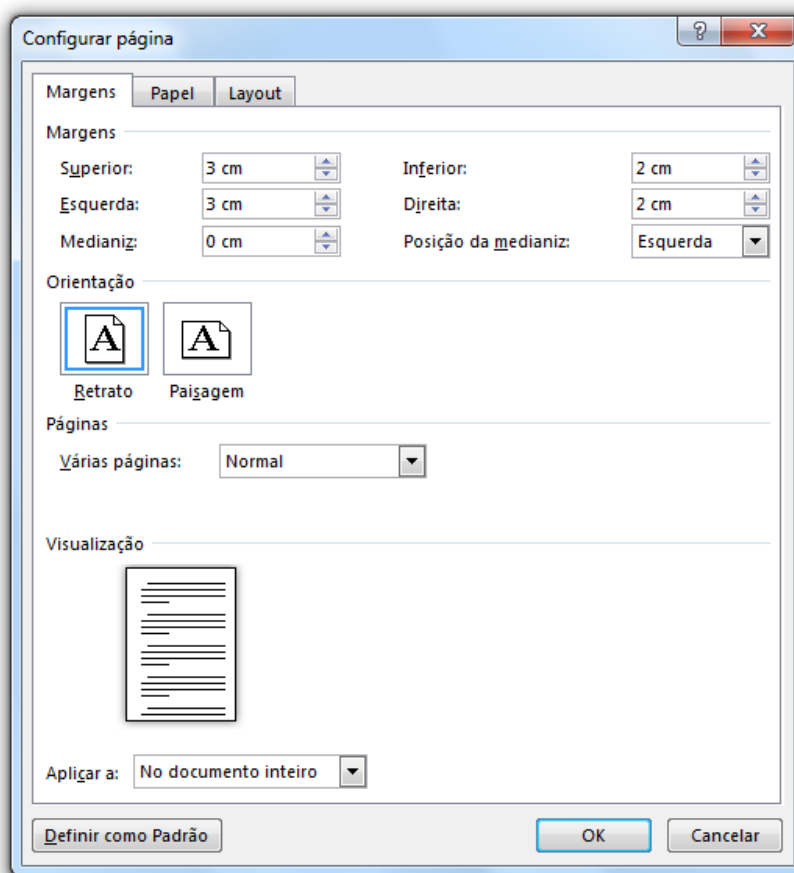 Configurar página
Margens Papel Layout
Margens
Superior: 3 cm Inferior: 2 cm
Esquerda: 3 cm Direita: 2 cm
Medianiz: 0 cm Posição da medianiz: Esquerda
Orientação
A A
Retrato Paisagem
Páginas
Várias páginas: Normal
Visualização
Aplicar a: No documento inteiro
Definir como Padrão OK Cancelar